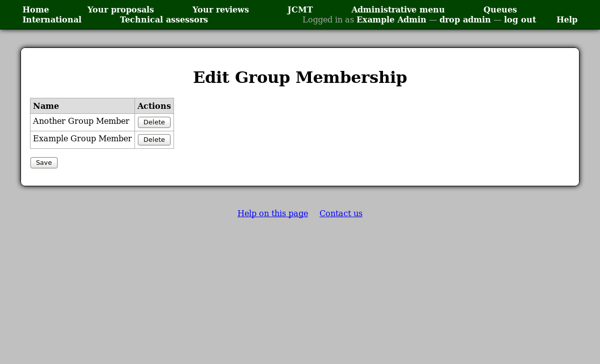 Home Your proposals Your reviews JCMT Administrative menu Queues
International Technical assessors Logged in as Example Admin — drop admin — log out Help
Edit Group Membership
Name Actions
Another Group Member Delete
Example Group Member Delete
Save
Help on this page Contact us